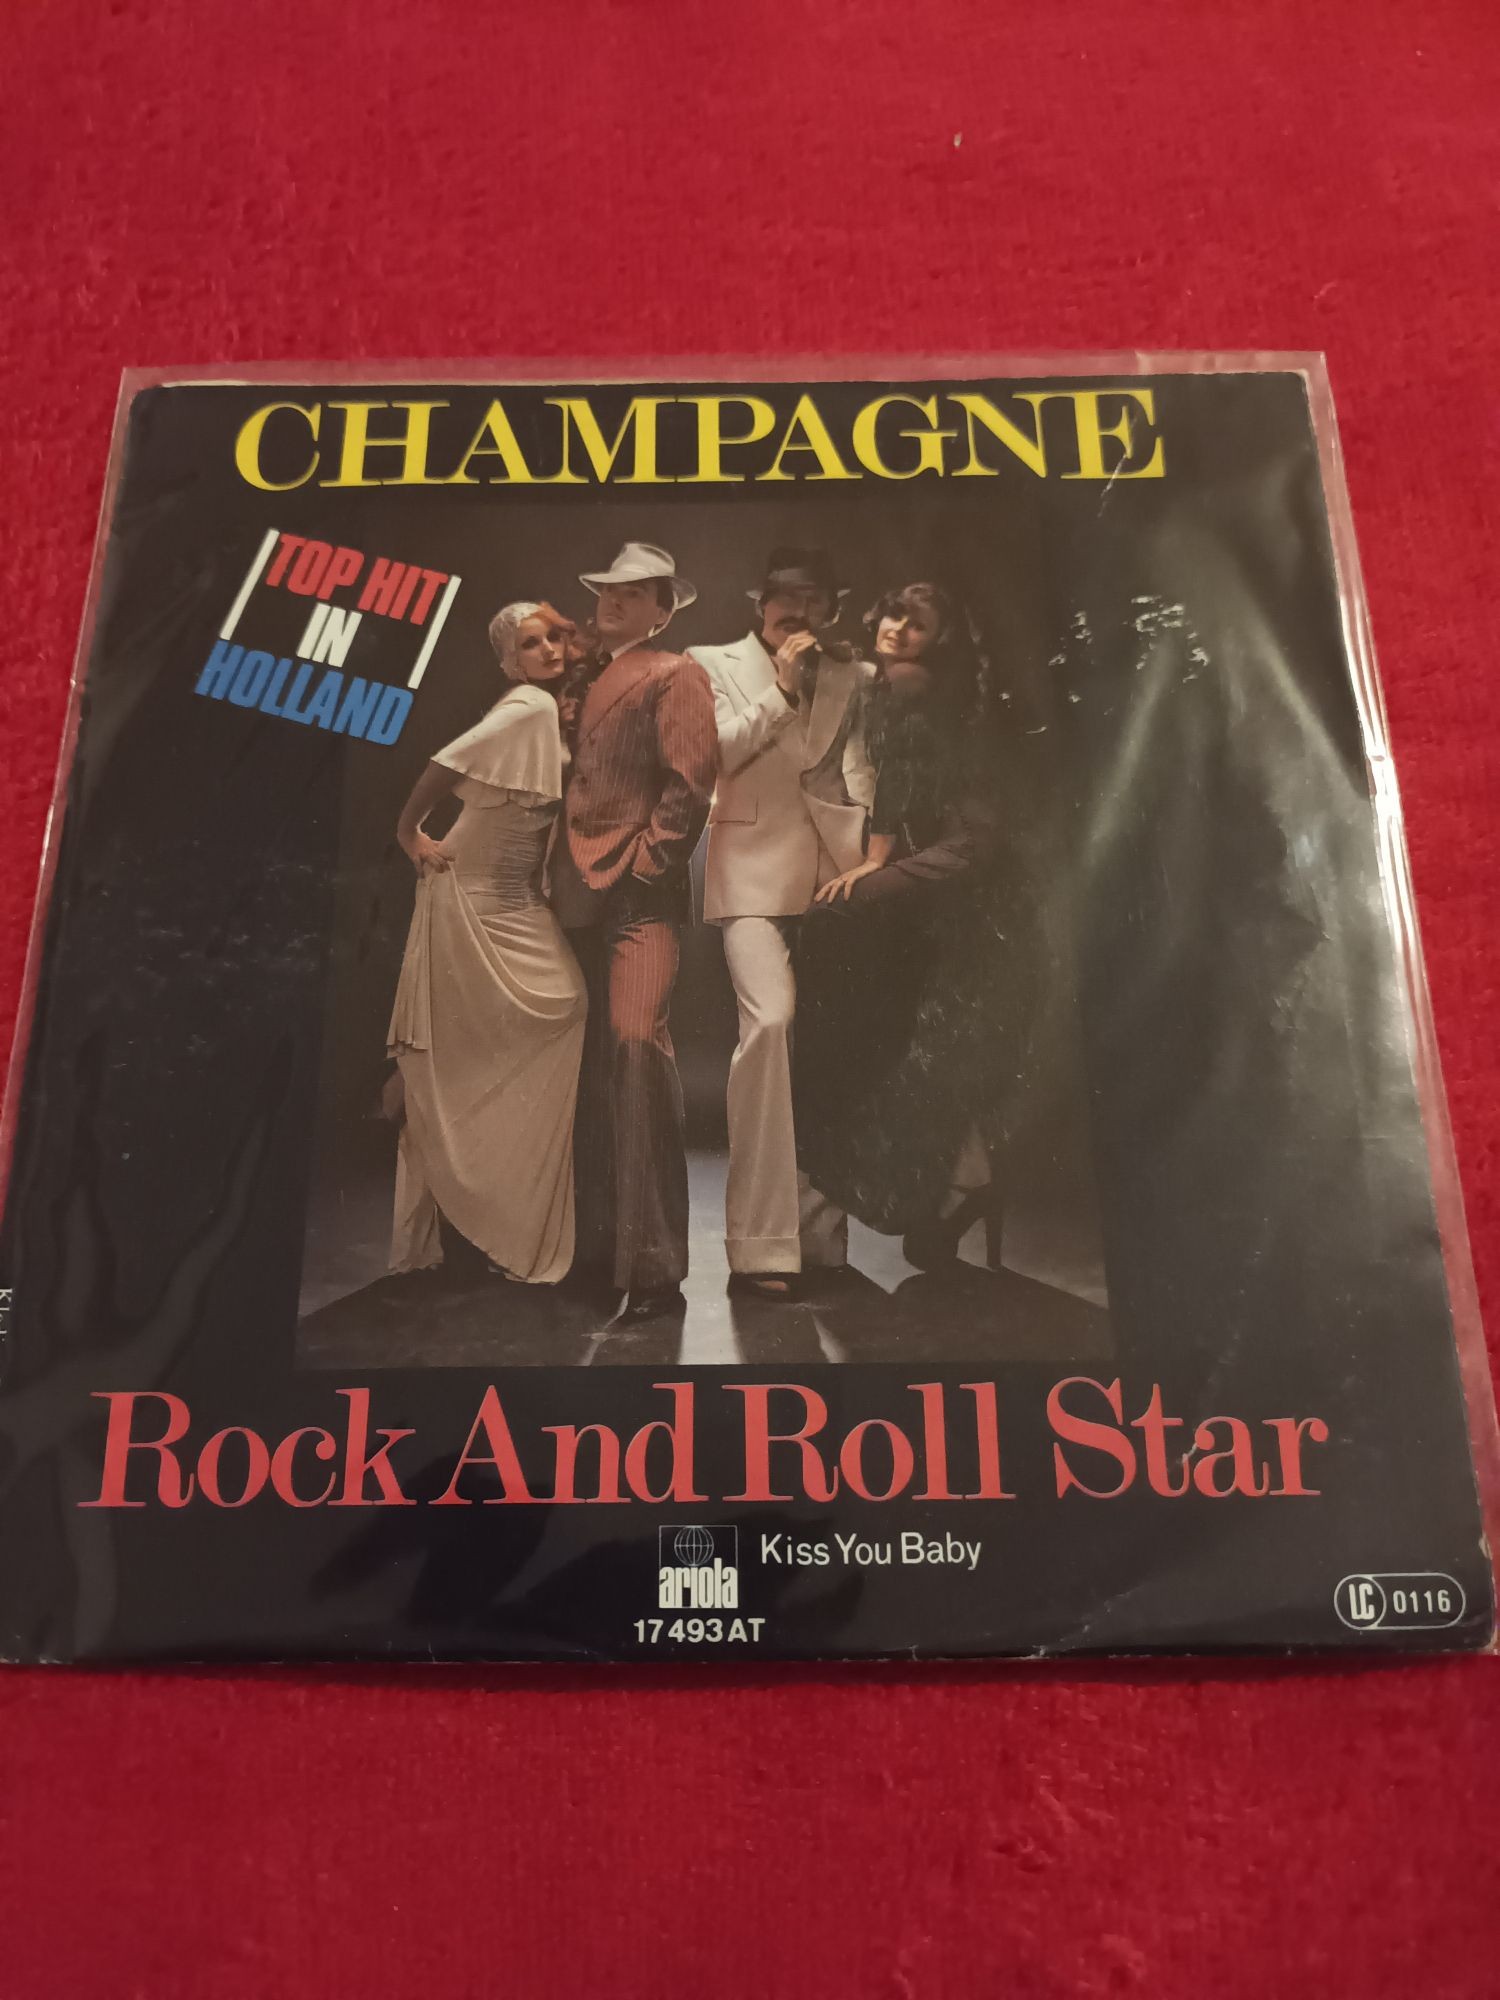 CHAMPAGNE
TOP HIT
IN
HOLLAND
Rock And Roll Star
ariola
Kiss You Baby
17 493 AT
LC 0116